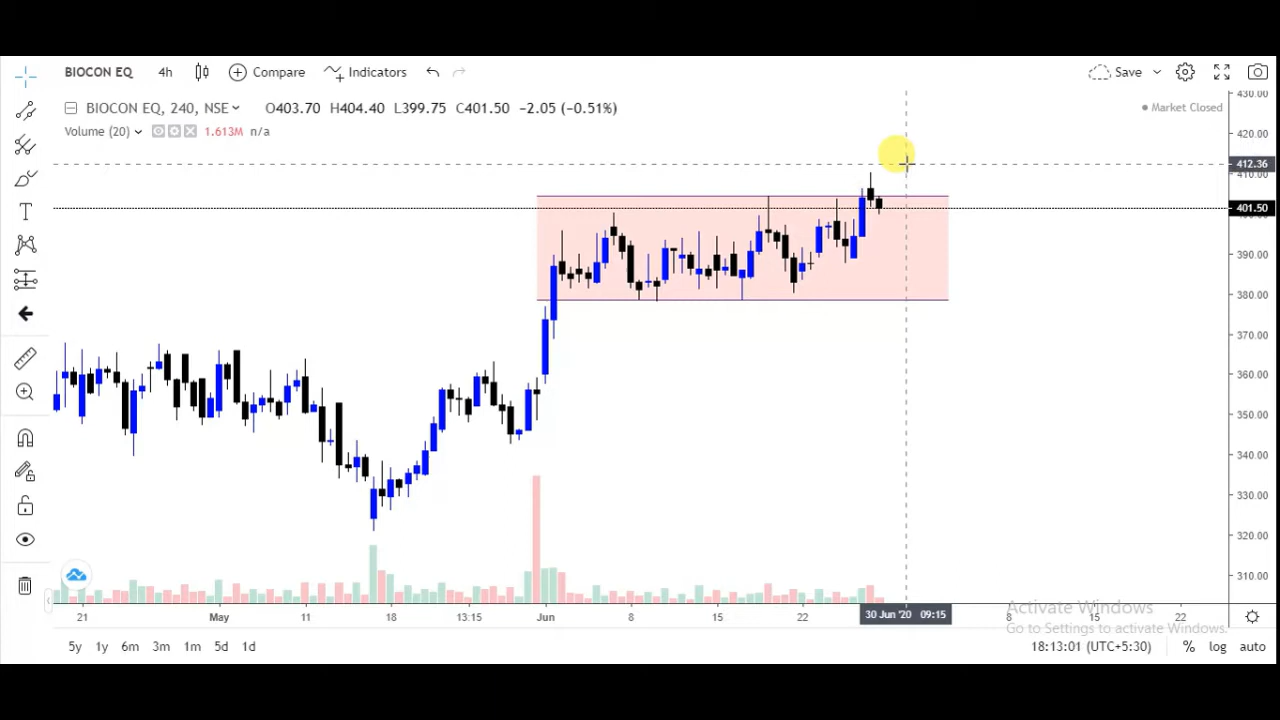 BIOCON EQ 4h Compare Indicators Save
BIOCON EQ, 240, NSE O403.70 H404.40 L399.75 C401.50 −2.05 (−0.51%) Market Closed
Volume (20) 1.613M n/a
430.00
420.00
412.36
410.00
401.50
390.00
380.00
370.00
360.00
350.00
340.00
330.00
320.00
310.00
21 May 11 18 13:15 Jun 8 15 22 30 Jun '20 09:15 8 15 22
Activate Windows
Go to Settings to activate Windows.
5y 1y 6m 3m 1m 5d 1d 18:13:01 (UTC+5:30) % log auto